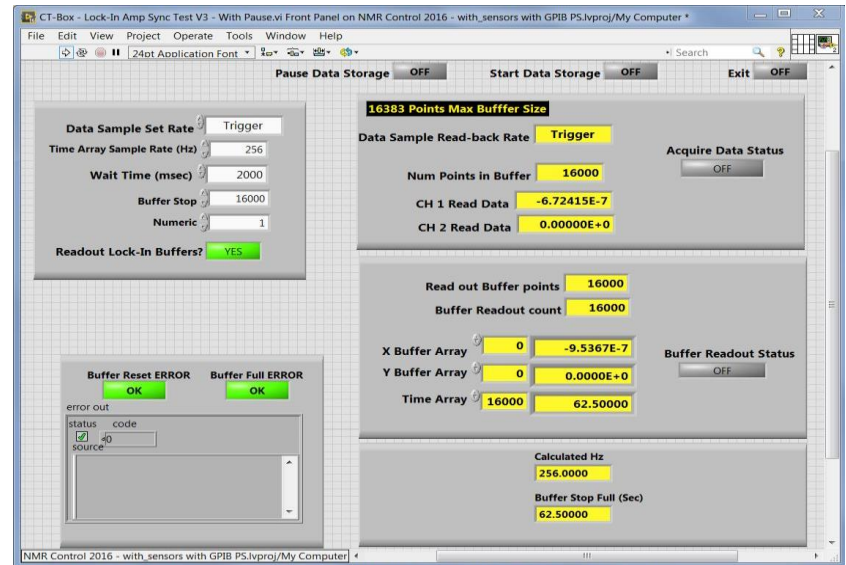 CT-Box - Lock-In Amp Sync Test V3 - With Pause.vi Front Panel on NMR Control 2016 - with_sensors with GPIB PS.lvproj/My Computer *
File Edit View Project Operate Tools Window Help
24pt Application Font Search
Pause Data Storage OFF Start Data Storage OFF Exit OFF
Data Sample Set Rate Trigger
Time Array Sample Rate (Hz) 256
Wait Time (msec) 2000
Buffer Stop 16000
Numeric 1
Readout Lock-In Buffers? YES
16383 Points Max Bufffer Size
Data Sample Read-back Rate Trigger
Acquire Data Status
OFF
Num Points in Buffer 16000
CH 1 Read Data -6.72415E-7
CH 2 Read Data 0.00000E+0
Read out Buffer points 16000
Buffer Readout count 16000
X Buffer Array 0 -9.5367E-7
Buffer Readout Status
OFF
Y Buffer Array 0 0.0000E+0
Time Array 16000 62.50000
Buffer Reset ERROR Buffer Full ERROR
OK OK
error out
status code
0
source
Calculated Hz
256.0000
Buffer Stop Full (Sec)
62.50000
NMR Control 2016 - with_sensors with GPIB PS.lvproj/My Computer